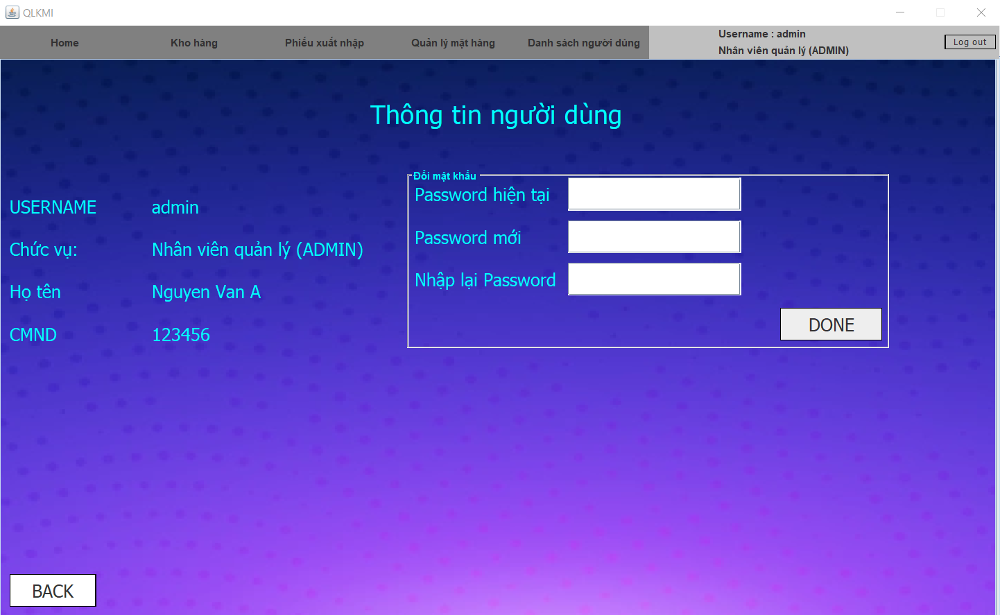 QLKMI
Home Kho hàng Phiếu xuất nhập Quản lý mặt hàng Danh sách người dùng
Username : admin
Nhân viên quản lý (ADMIN)
Log out
Thông tin người dùng
USERNAME admin
Chức vụ: Nhân viên quản lý (ADMIN)
Họ tên Nguyen Van A
CMND 123456
Đổi mật khẩu
Password hiện tại
Password mới
Nhập lại Password
DONE
BACK